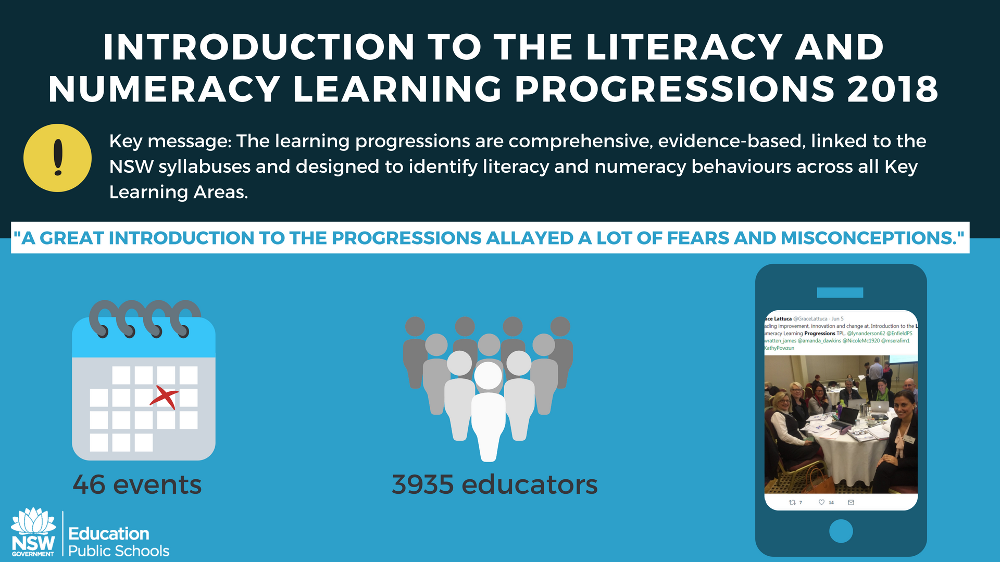 INTRODUCTION TO THE LITERACY AND
NUMERACY LEARNING PROGRESSIONS 2018
Key message: The learning progressions are comprehensive, evidence-based, linked to the
NSW syllabuses and designed to identify literacy and numeracy behaviours across all Key
Learning Areas.
"A GREAT INTRODUCTION TO THE PROGRESSIONS ALLAYED A LOT OF FEARS AND MISCONCEPTIONS."
46 events
3935 educators
ace Lattuca @GraceLattuca · Jun 5
ading improvement, innovation and change at, Introduction to the L
umeracy Learning Progressions TPL. @lynanderson62 @EnfieldPS
wratten_james @amanda_dawkins @NicoleMc1920 @mserafim1
KathyPowzun
7 14
NSW
GOVERNMENT
Education
Public Schools